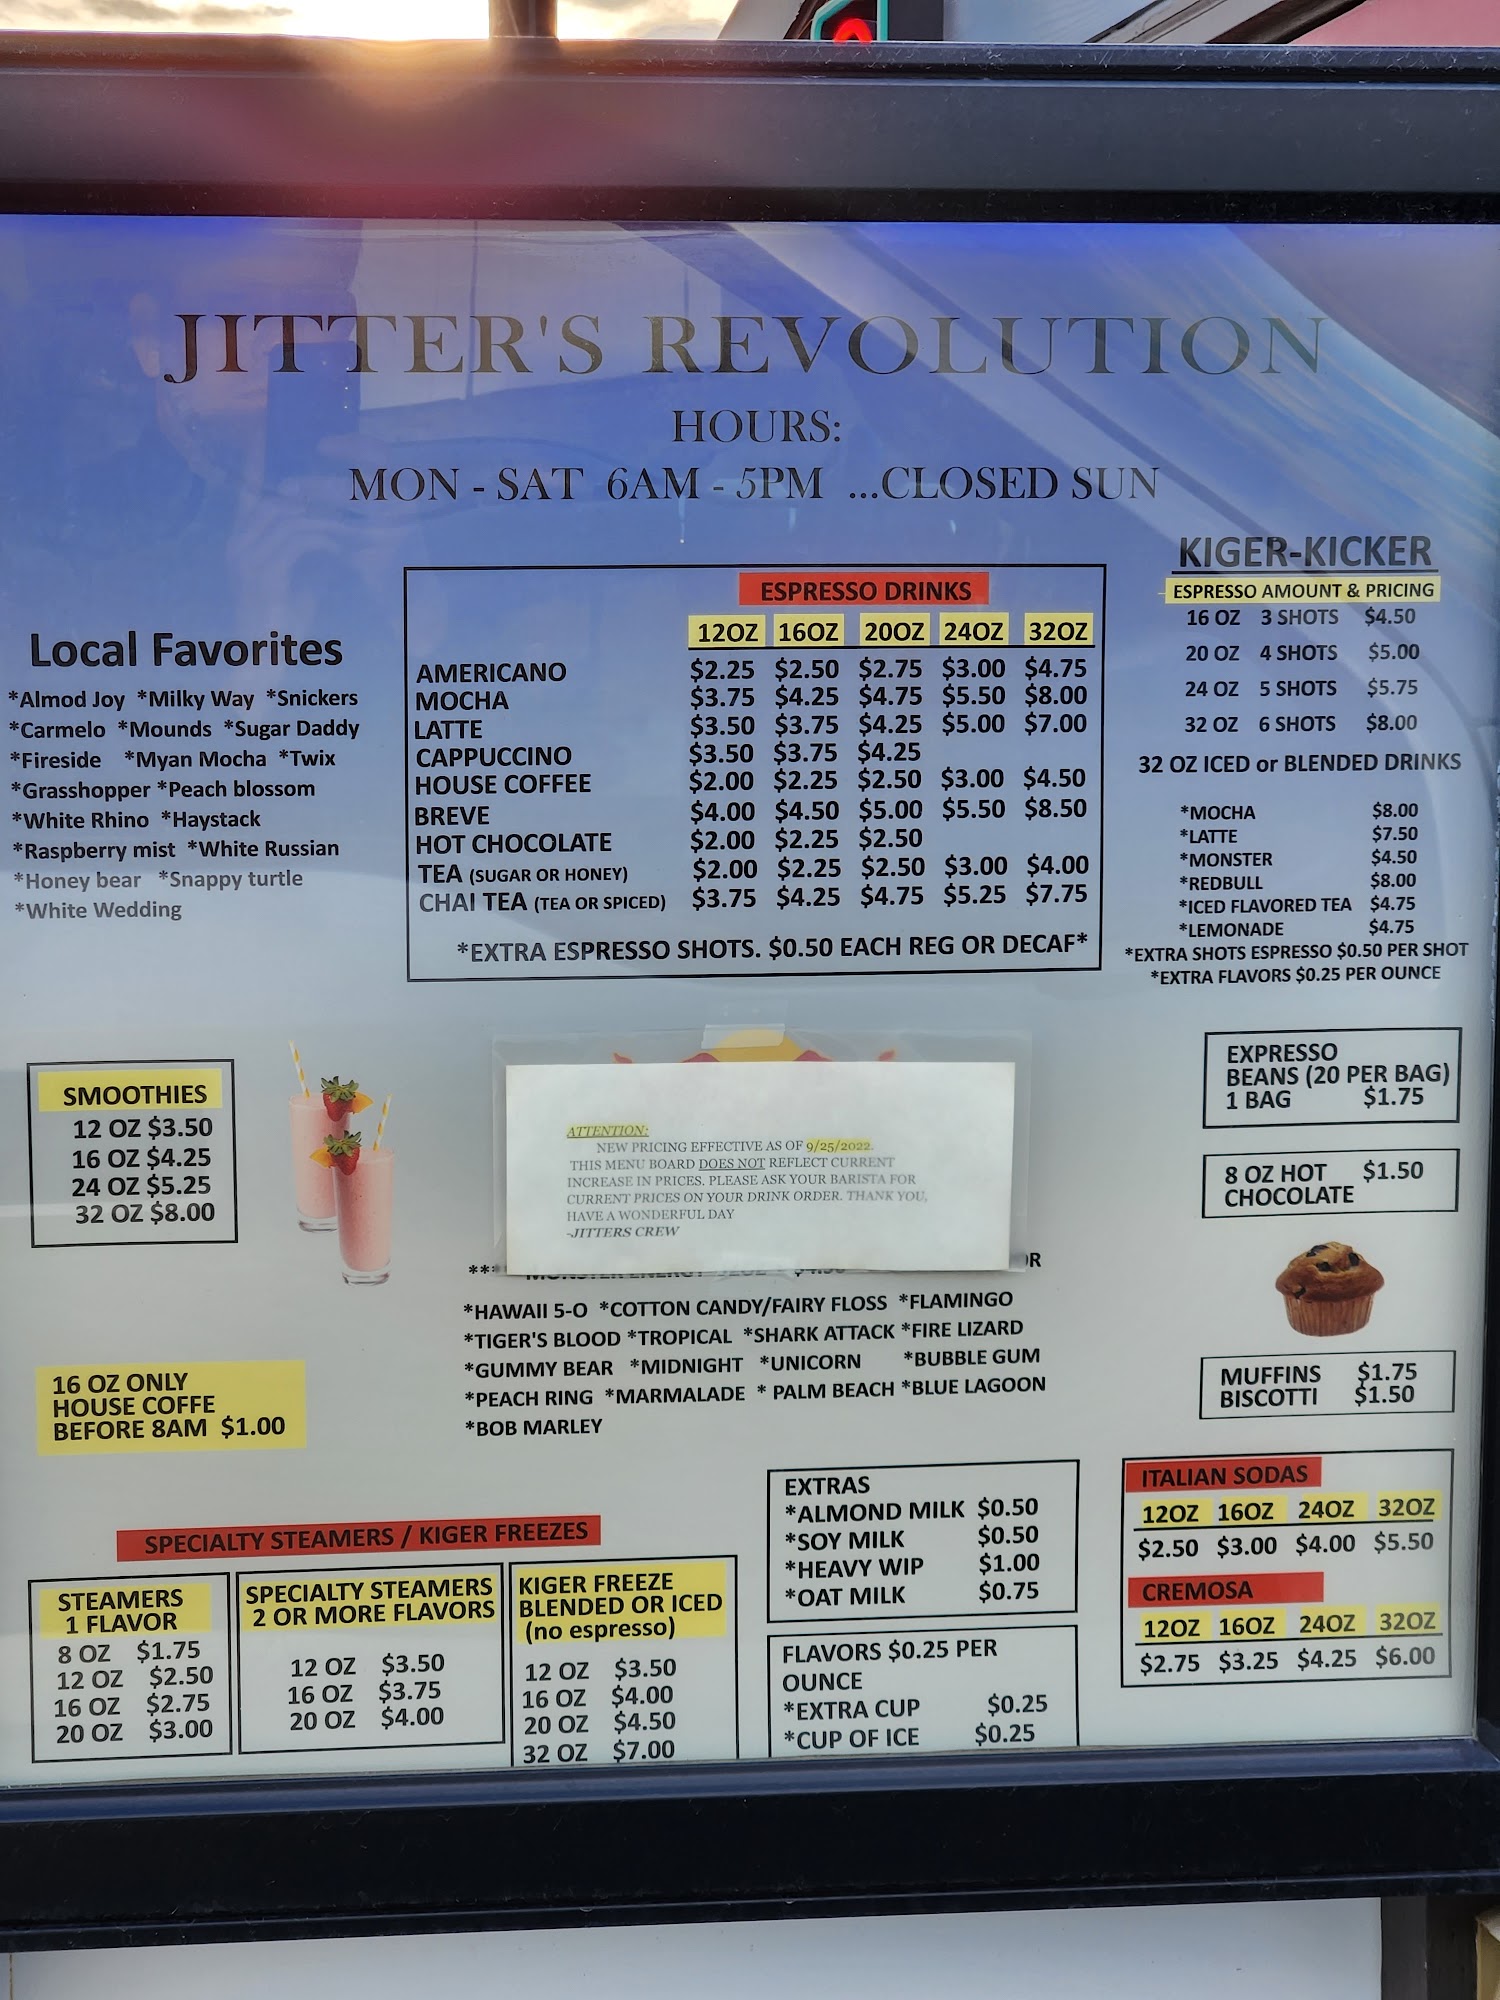 JITTER'S REVOLUTION
HOURS:
MON - SAT 6AM - 5PM ...CLOSED SUN
Local Favorites
*Almod Joy *Milky Way *Snickers
*Carmelo *Mounds *Sugar Daddy
*Fireside *Myan Mocha *Twix
*Grasshopper *Peach blossom
*White Rhino *Haystack
*Raspberry mist *White Russian
*Honey bear *Snappy turtle
*White Wedding
ESPRESSO DRINKS
12OZ 16OZ 20OZ 24OZ 32OZ
AMERICANO $2.25 $2.50 $2.75 $3.00 $4.75
MOCHA $3.75 $4.25 $4.75 $5.50 $8.00
LATTE $3.50 $3.75 $4.25 $5.00 $7.00
CAPPUCCINO $3.50 $3.75 $4.25
HOUSE COFFEE $2.00 $2.25 $2.50 $3.00 $4.50
BREVE $4.00 $4.50 $5.00 $5.50 $8.50
HOT CHOCOLATE $2.00 $2.25 $2.50
TEA (SUGAR OR HONEY) $2.00 $2.25 $2.50 $3.00 $4.00
CHAI TEA (TEA OR SPICED) $3.75 $4.25 $4.75 $5.25 $7.75
*EXTRA ESPRESSO SHOTS. $0.50 EACH REG OR DECAF*
KIGER-KICKER
ESPRESSO AMOUNT & PRICING
16 OZ 3 SHOTS $4.50
20 OZ 4 SHOTS $5.00
24 OZ 5 SHOTS $5.75
32 OZ 6 SHOTS $8.00
32 OZ ICED or BLENDED DRINKS
*MOCHA $8.00
*LATTE $7.50
*MONSTER $4.50
*REDBULL $8.00
*ICED FLAVORED TEA $4.75
*LEMONADE $4.75
*EXTRA SHOTS ESPRESSO $0.50 PER SHOT
*EXTRA FLAVORS $0.25 PER OUNCE
SMOOTHIES
12 OZ $3.50
16 OZ $4.25
24 OZ $5.25
32 OZ $8.00
ATTENTION:
NEW PRICING EFFECTIVE AS OF 9/25/2022.
THIS MENU BOARD DOES NOT REFLECT CURRENT
INCREASE IN PRICES. PLEASE ASK YOUR BARISTA FOR
CURRENT PRICES ON YOUR DRINK ORDER. THANK YOU,
HAVE A WONDERFUL DAY
-JITTERS CREW
*HAWAII 5-O *COTTON CANDY/FAIRY FLOSS *FLAMINGO
*TIGER'S BLOOD *TROPICAL *SHARK ATTACK *FIRE LIZARD
*GUMMY BEAR *MIDNIGHT *UNICORN *BUBBLE GUM
*PEACH RING *MARMALADE * PALM BEACH *BLUE LAGOON
*BOB MARLEY
EXPRESSO
BEANS (20 PER BAG)
1 BAG $1.75
8 OZ HOT $1.50
CHOCOLATE
MUFFINS $1.75
BISCOTTI $1.50
16 OZ ONLY
HOUSE COFFE
BEFORE 8AM $1.00
SPECIALTY STEAMERS / KIGER FREEZES
STEAMERS
1 FLAVOR
8 OZ $1.75
12 OZ $2.50
16 OZ $2.75
20 OZ $3.00
SPECIALTY STEAMERS
2 OR MORE FLAVORS
12 OZ $3.50
16 OZ $3.75
20 OZ $4.00
KIGER FREEZE
BLENDED OR ICED
(no espresso)
12 OZ $3.50
16 OZ $4.00
20 OZ $4.50
32 OZ $7.00
EXTRAS
*ALMOND MILK $0.50
*SOY MILK $0.50
*HEAVY WIP $1.00
*OAT MILK $0.75
FLAVORS $0.25 PER
OUNCE
*EXTRA CUP $0.25
*CUP OF ICE $0.25
ITALIAN SODAS
12OZ 16OZ 24OZ 32OZ
$2.50 $3.00 $4.00 $5.50
CREMOSA
12OZ 16OZ 24OZ 32OZ
$2.75 $3.25 $4.25 $6.00